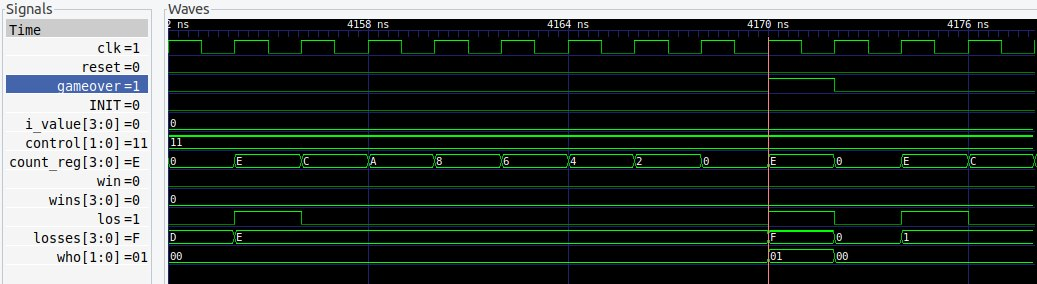 Signals
Waves
Time
2 ns 4158 ns 4164 ns 4170 ns 4176 ns
clk=1
reset=0
gameover=1
INIT=0
i_value[3:0]=0 0
control[1:0]=11 11
count_reg[3:0]=E 0 E C A 8 6 4 2 0 E 0 E C
win=0
wins[3:0]=0 0
los=1
losses[3:0]=F D E F 0 1
who[1:0]=01 00 01 00